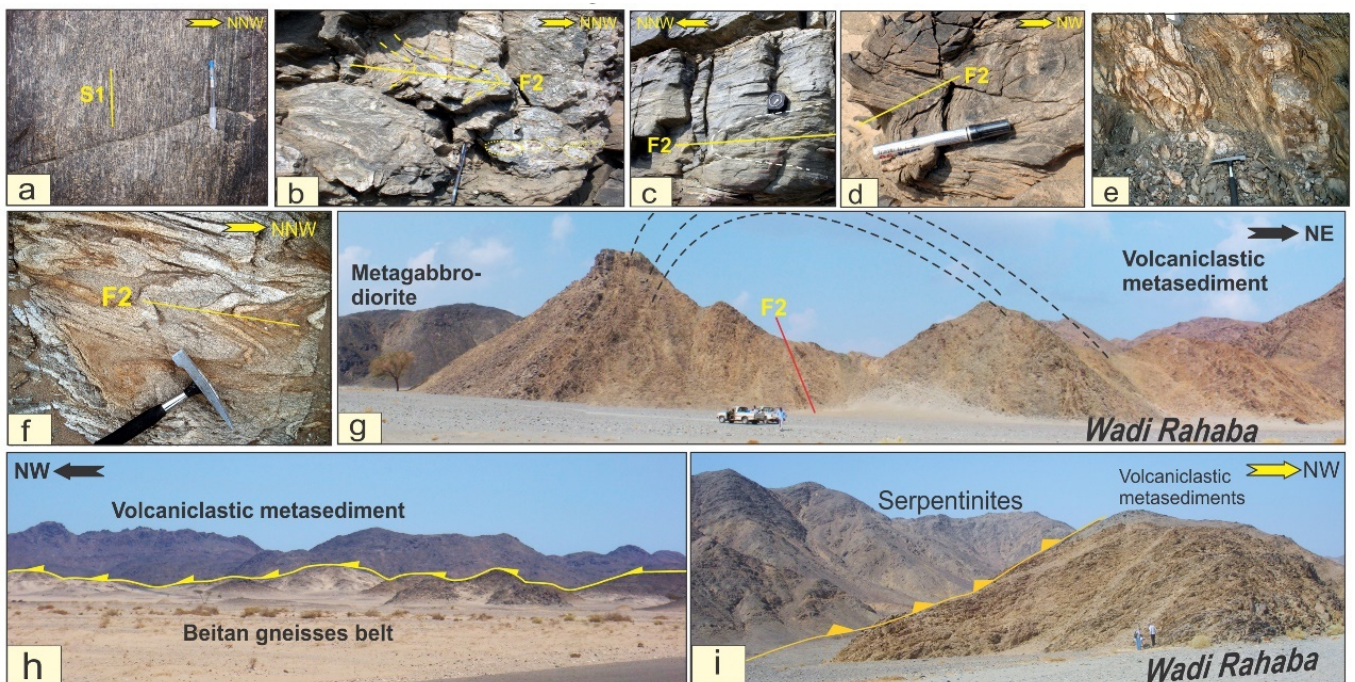 NNW
S1
a
NNW
F2
b
NNW
F2
c
NW
F2
d
e
NNW
F2
f
Metagabbro-
diorite
F2
NE
Volcaniclastic
metasediment
Wadi Rahaba
g
NW
Volcaniclastic metasediment
Beitan gneisses belt
h
Serpentinites
Volcaniclastic
metasediments
NW
Wadi Rahaba
i